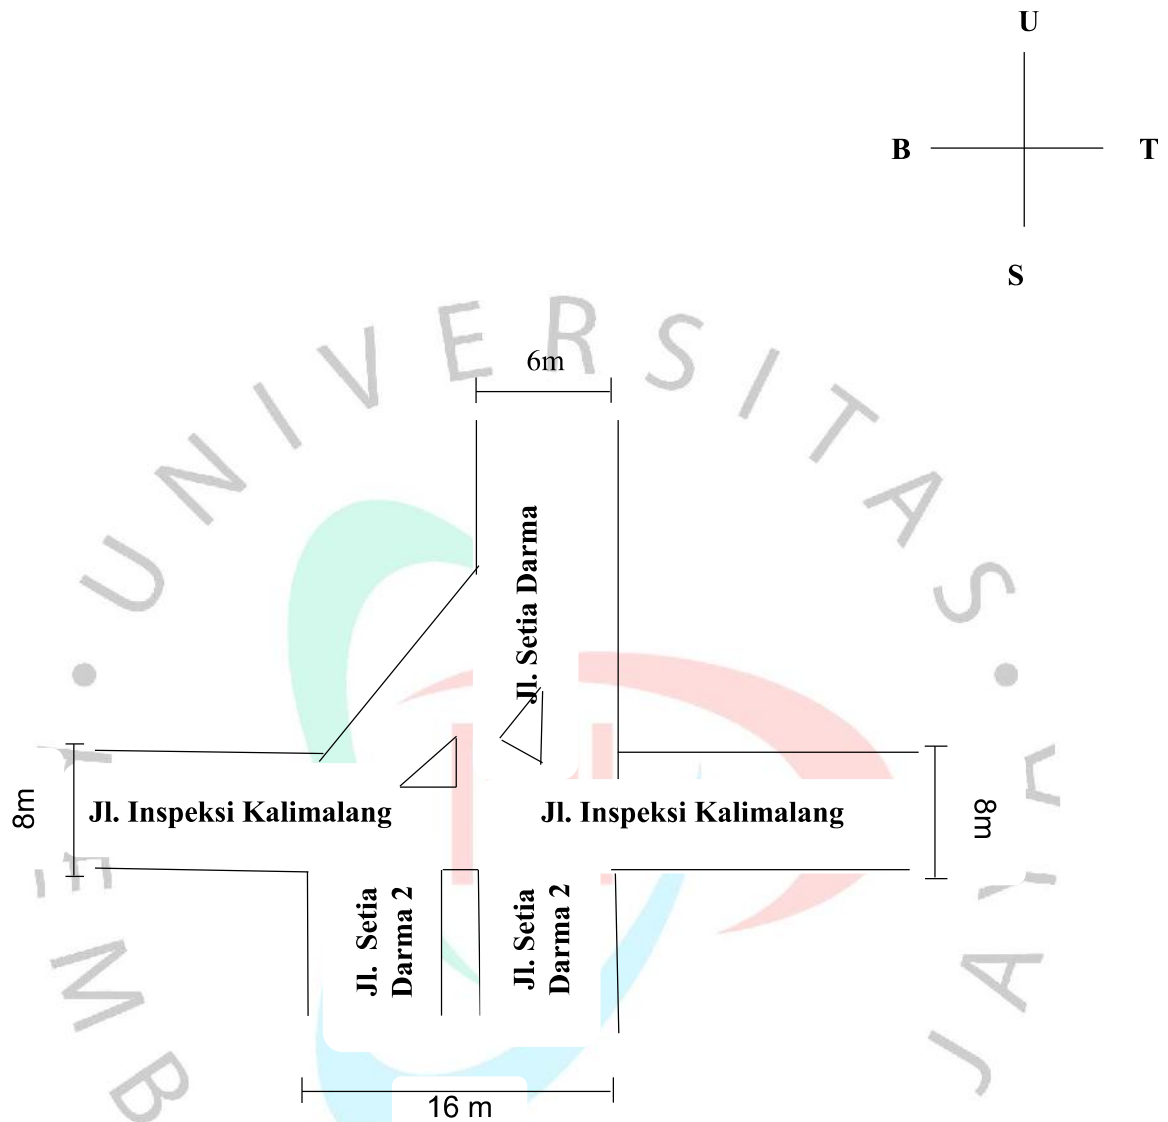 U
B
T
S
UNIVERSITAS
6m
Jl. Setia Darma
8m
Jl. Inspeksi Kalimalang
Jl. Inspeksi Kalimalang
8m
Jl. Setia
Darma 2
Jl. Setia
Darma 2
16 m